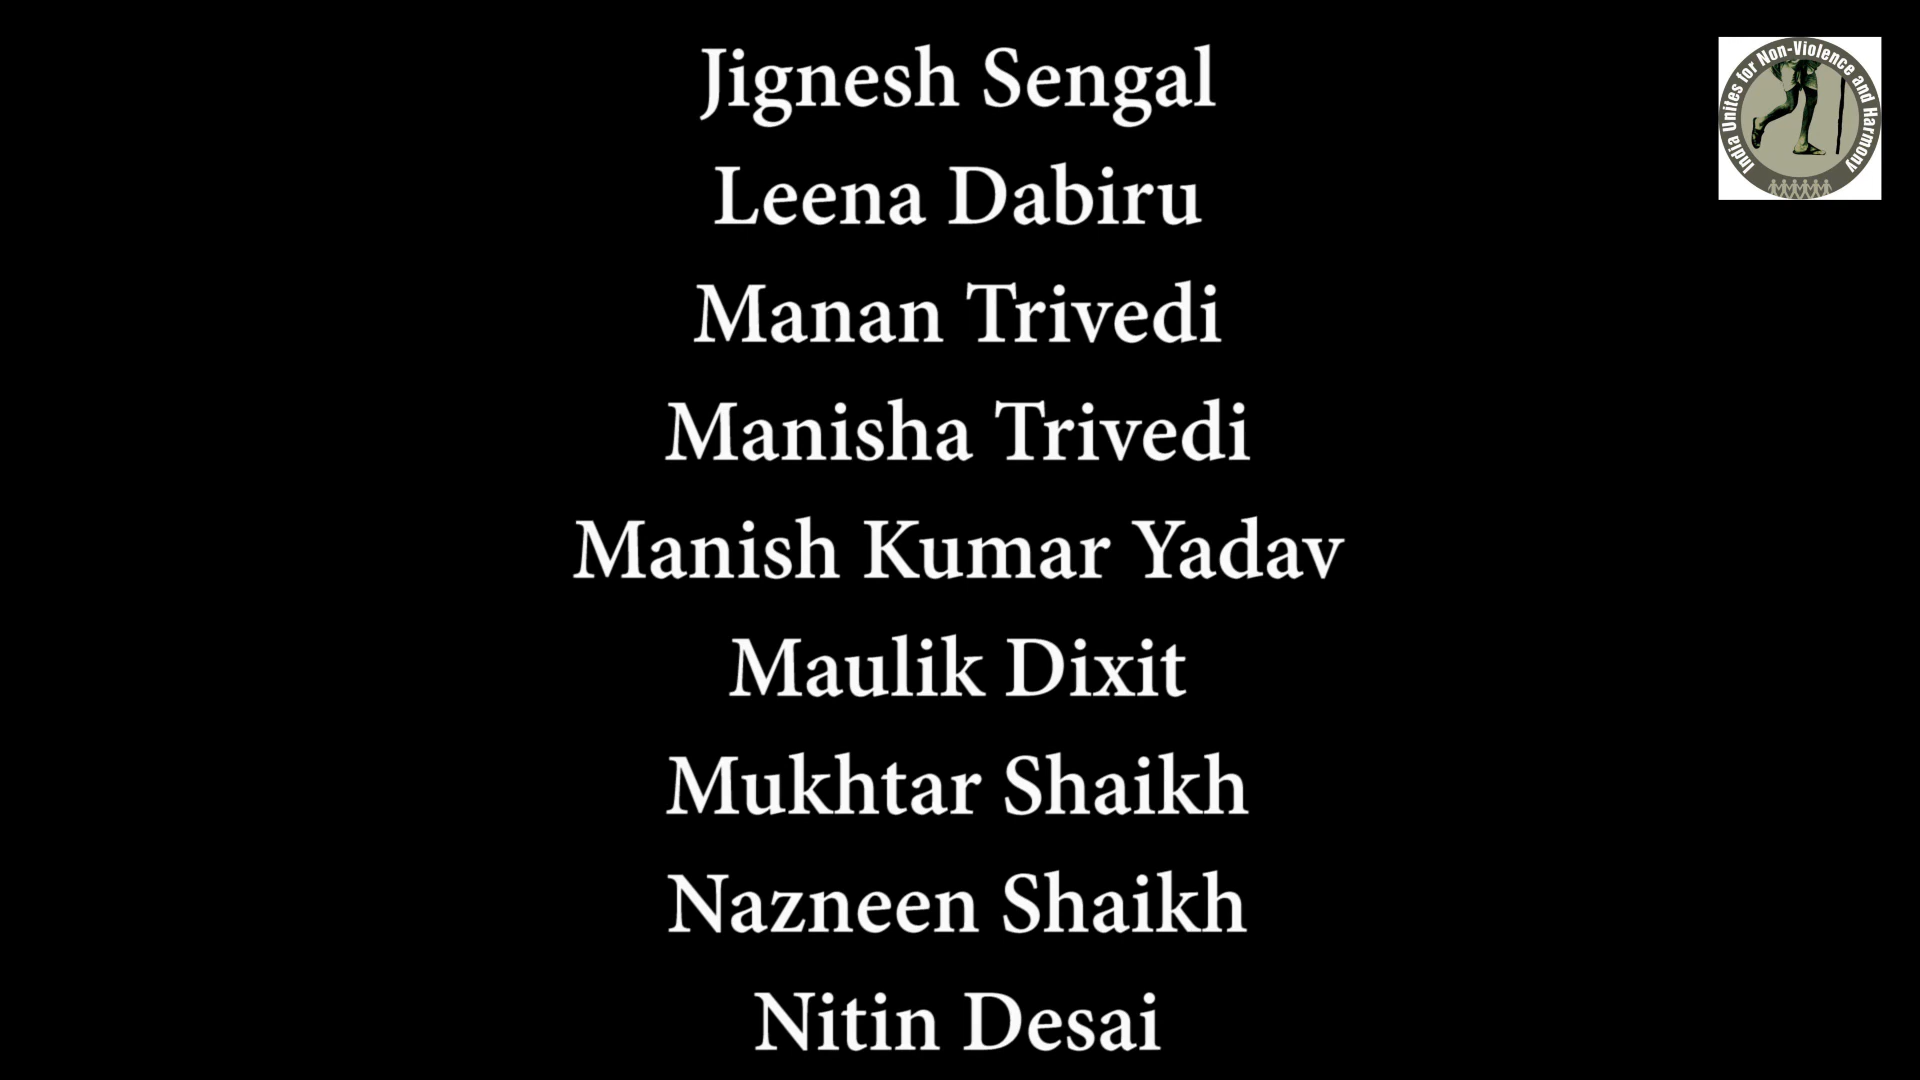 Jignesh Sengal
Leena Dabiru
Manan Trivedi
Manisha Trivedi
Manish Kumar Yadav
Maulik Dixit
Mukhtar Shaikh
Nazneen Shaikh
Nitin Desai
India Unites for Non-Violence and Harmony